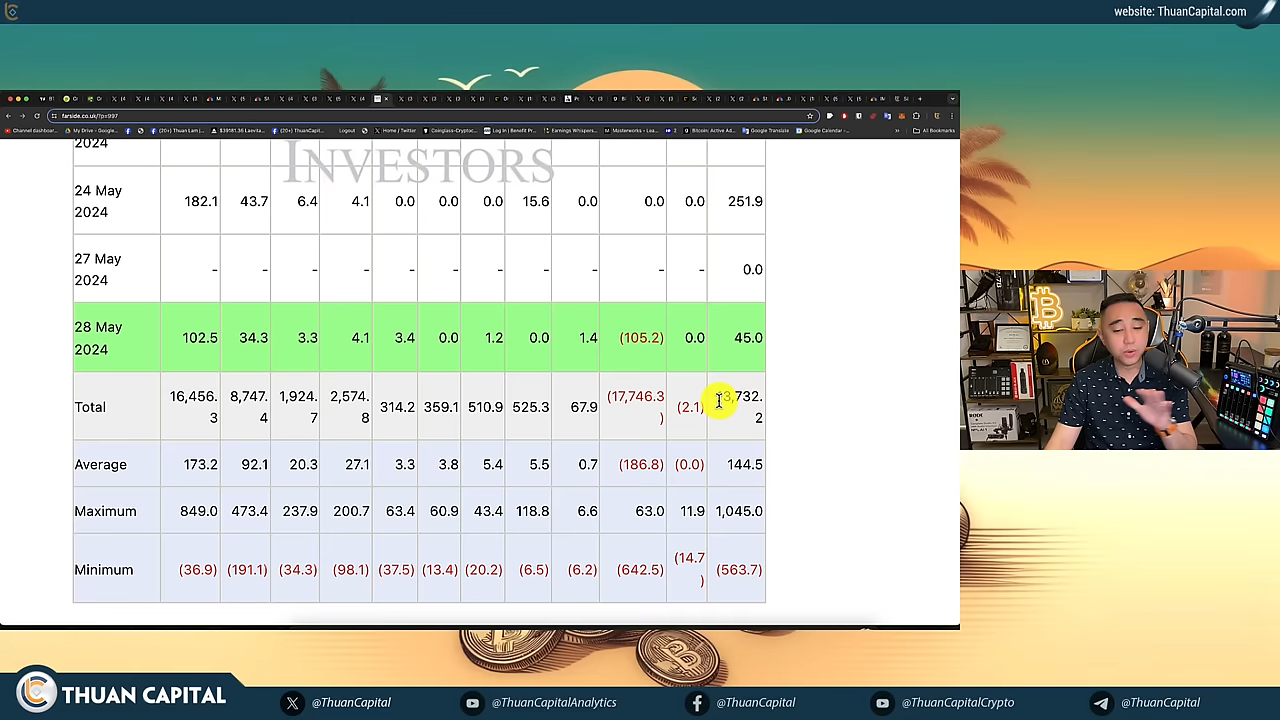 website: ThuanCapital.com
farside.co.uk/?p=997
INVESTORS
2024
24 May 2024 182.1 43.7 6.4 4.1 0.0 0.0 0.0 15.6 0.0 0.0 0.0 251.9
27 May 2024 - - - - - - - - - - - 0.0
28 May 2024 102.5 34.3 3.3 4.1 3.4 0.0 1.2 0.0 1.4 (105.2) 0.0 45.0
Total 16,456.3 8,747.4 1,924.7 2,574.8 314.2 359.1 510.9 525.3 67.9 (17,746.3) (2.1)
Average 173.2 92.1 20.3 27.1 3.3 3.8 5.4 5.5 0.7 (186.8) (0.0) 144.5
Maximum 849.0 473.4 237.9 200.7 63.4 60.9 43.4 118.8 6.6 63.0 11.9 1,045.0
Minimum (36.9) (191.1) (34.3) (98.1) (37.5) (13.4) (20.2) (6.5) (6.2) (642.5) (14.7) (563.7)
THUAN CAPITAL
@ThuanCapital
@ThuanCapitalAnalytics
@ThuanCapital
@ThuanCapitalCrypto
@ThuanCapital